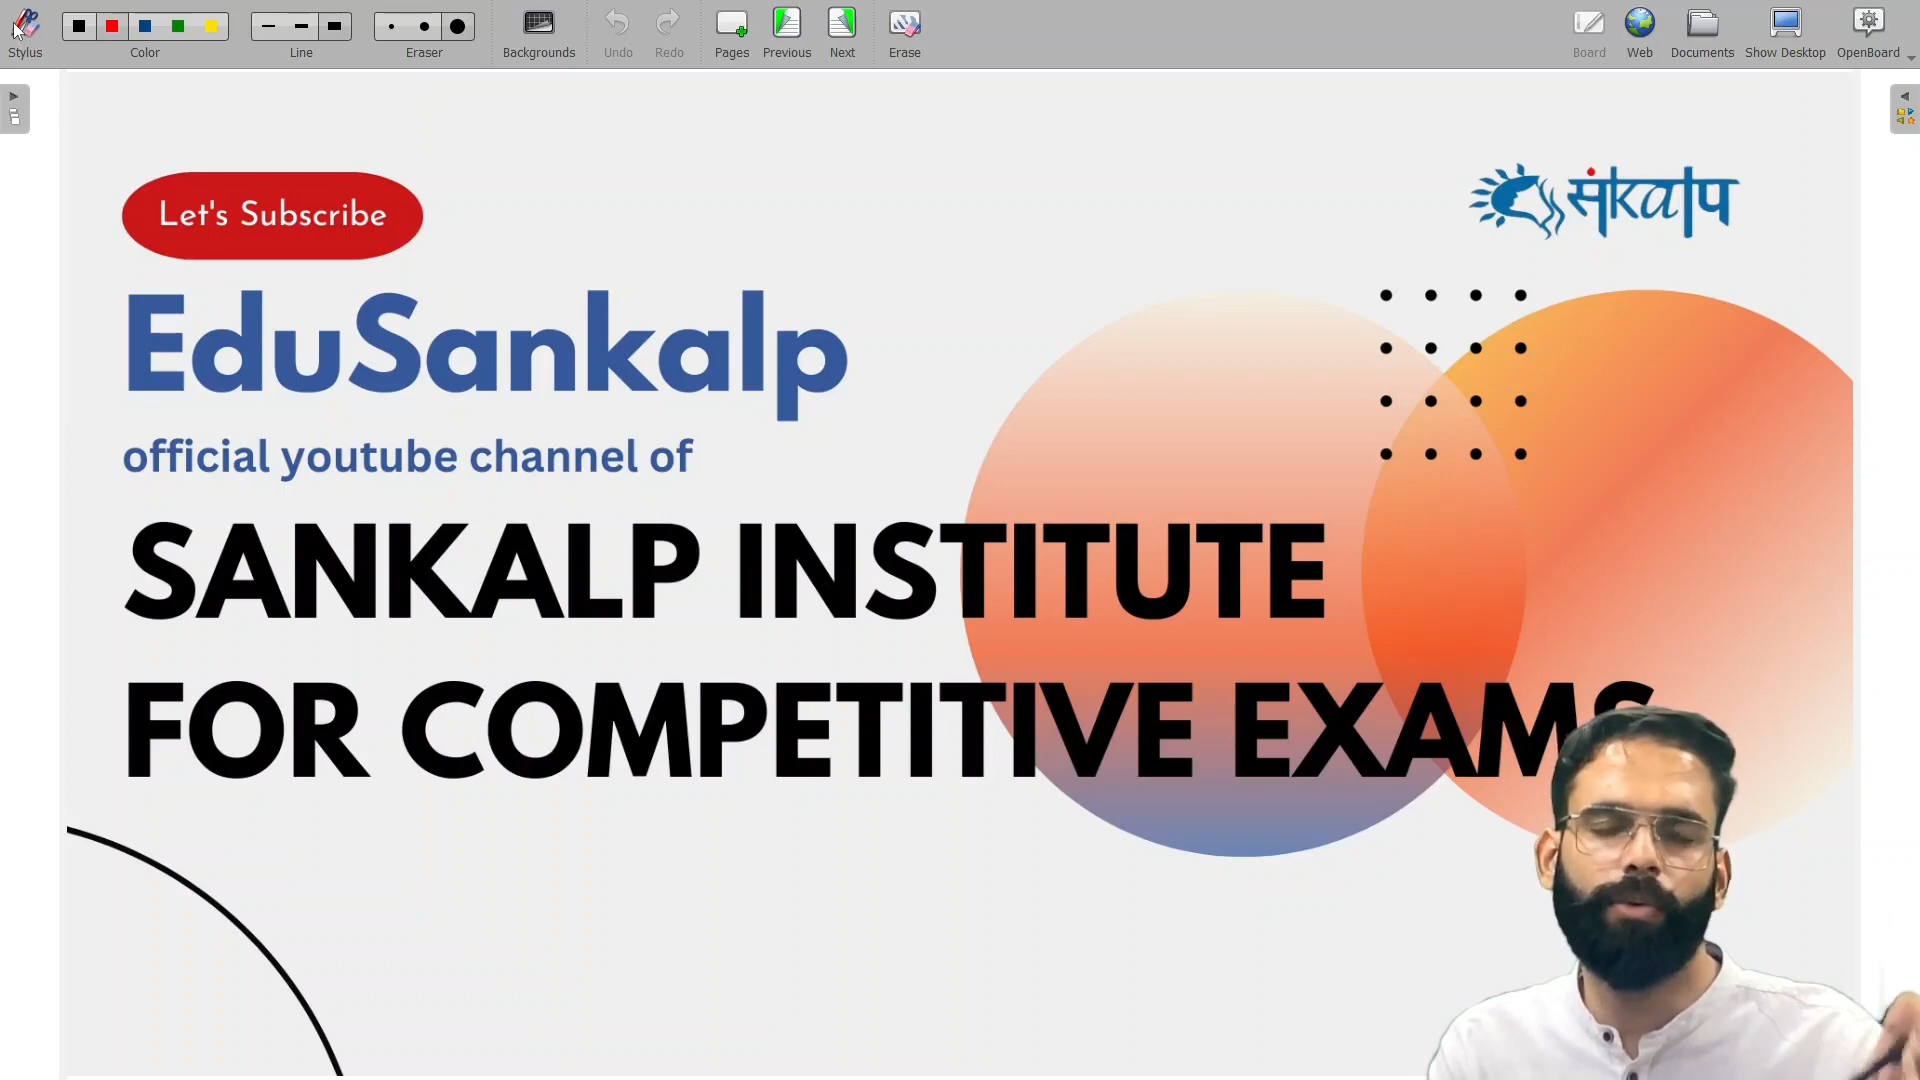 Stylus
Color
Line
Eraser
Backgrounds
Undo
Redo
Pages
Previous
Next
Erase
Board
Web
Documents
Show Desktop
OpenBoard
Let's Subscribe
संkalप
EduSankalp
official youtube channel of
SANKALP INSTITUTE
FOR COMPETITIVE EXAMS